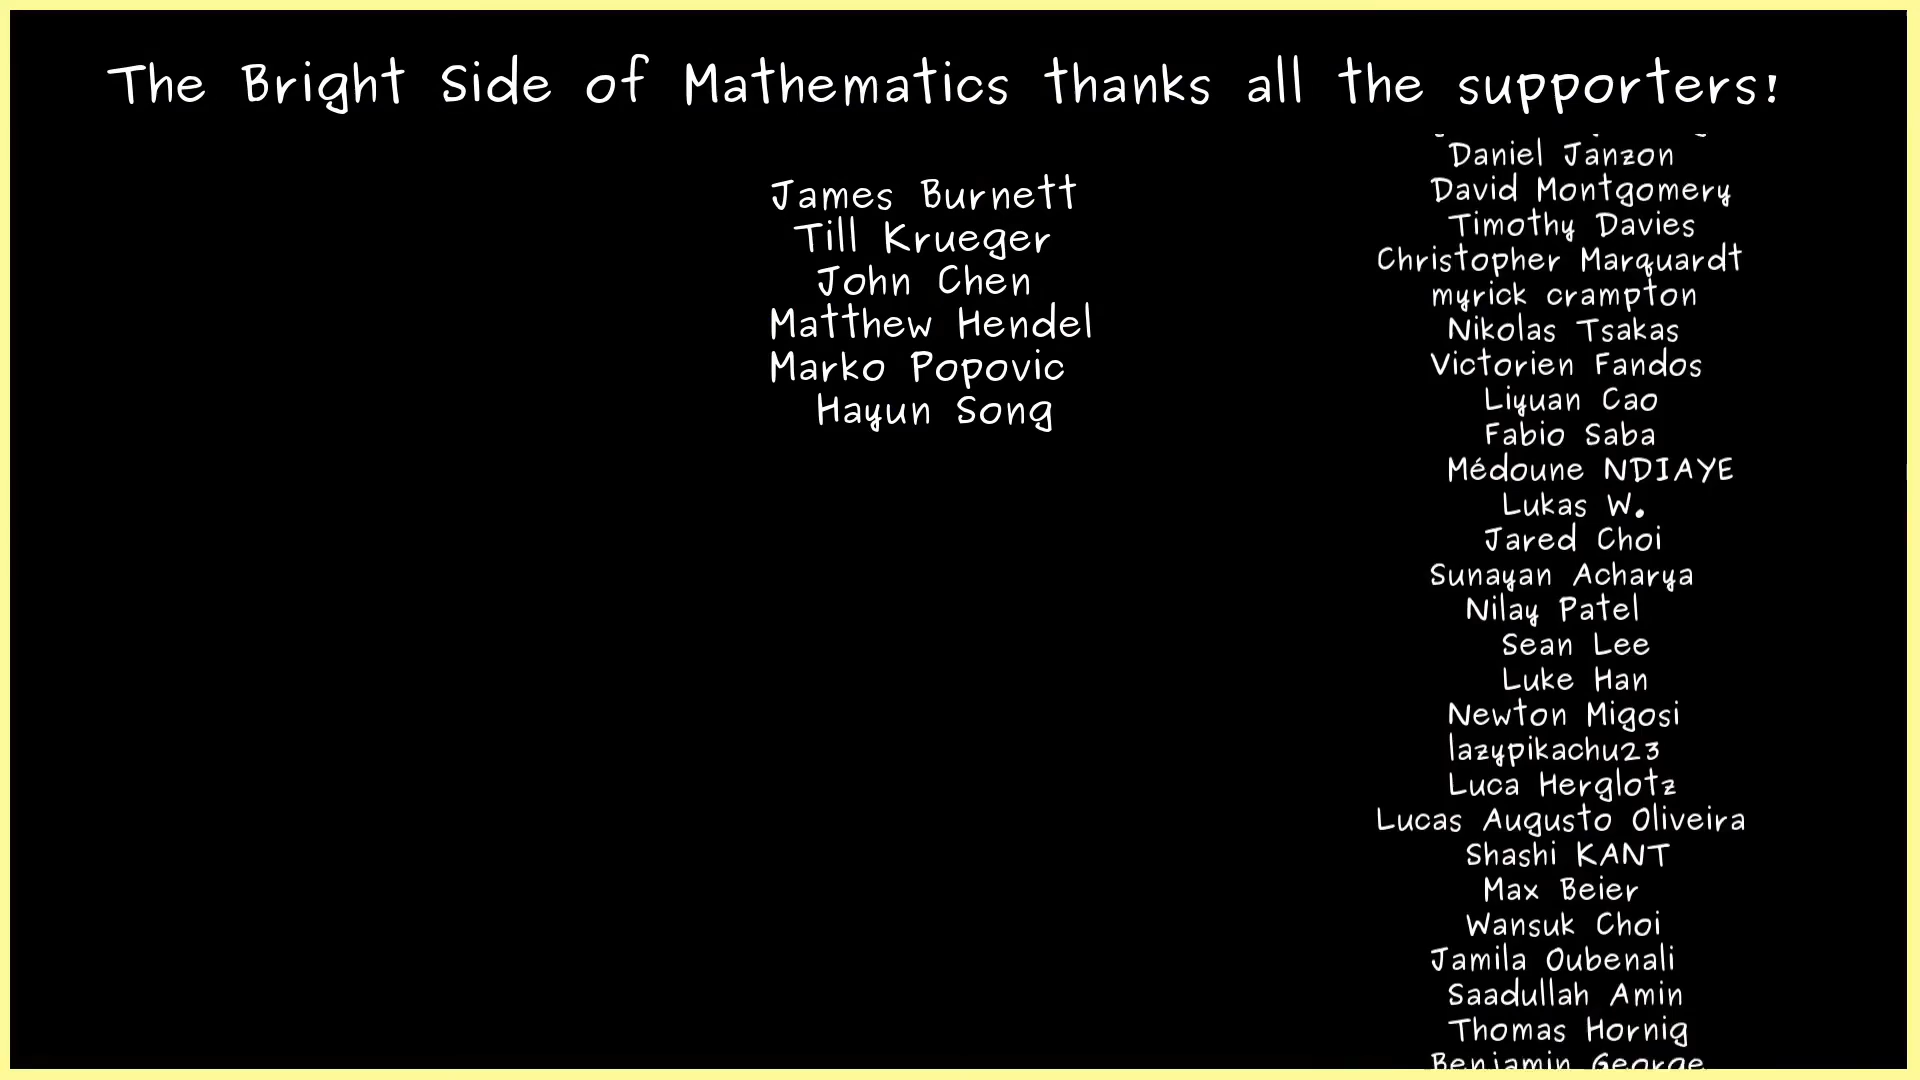 The Bright Side of Mathematics thanks all the supporters!
James Burnett
Till Krueger
John Chen
Matthew Hendel
Marko Popovic
Hayun Song
Daniel Janzon
David Montgomery
Timothy Davies
Christopher Marquardt
myrick crampton
Nikolas Tsakas
Victorien Fandos
Liyuan Cao
Fabio Saba
Médoune NDIAYE
Lukas W.
Jared Choi
Sunayan Acharya
Nilay Patel
Sean Lee
Luke Han
Newton Migosi
lazypikachu23
Luca Herglotz
Lucas Augusto Oliveira
Shashi KANT
Max Beier
Wansuk Choi
Jamila Oubenali
Saadullah Amin
Thomas Hornig
Benjamin George